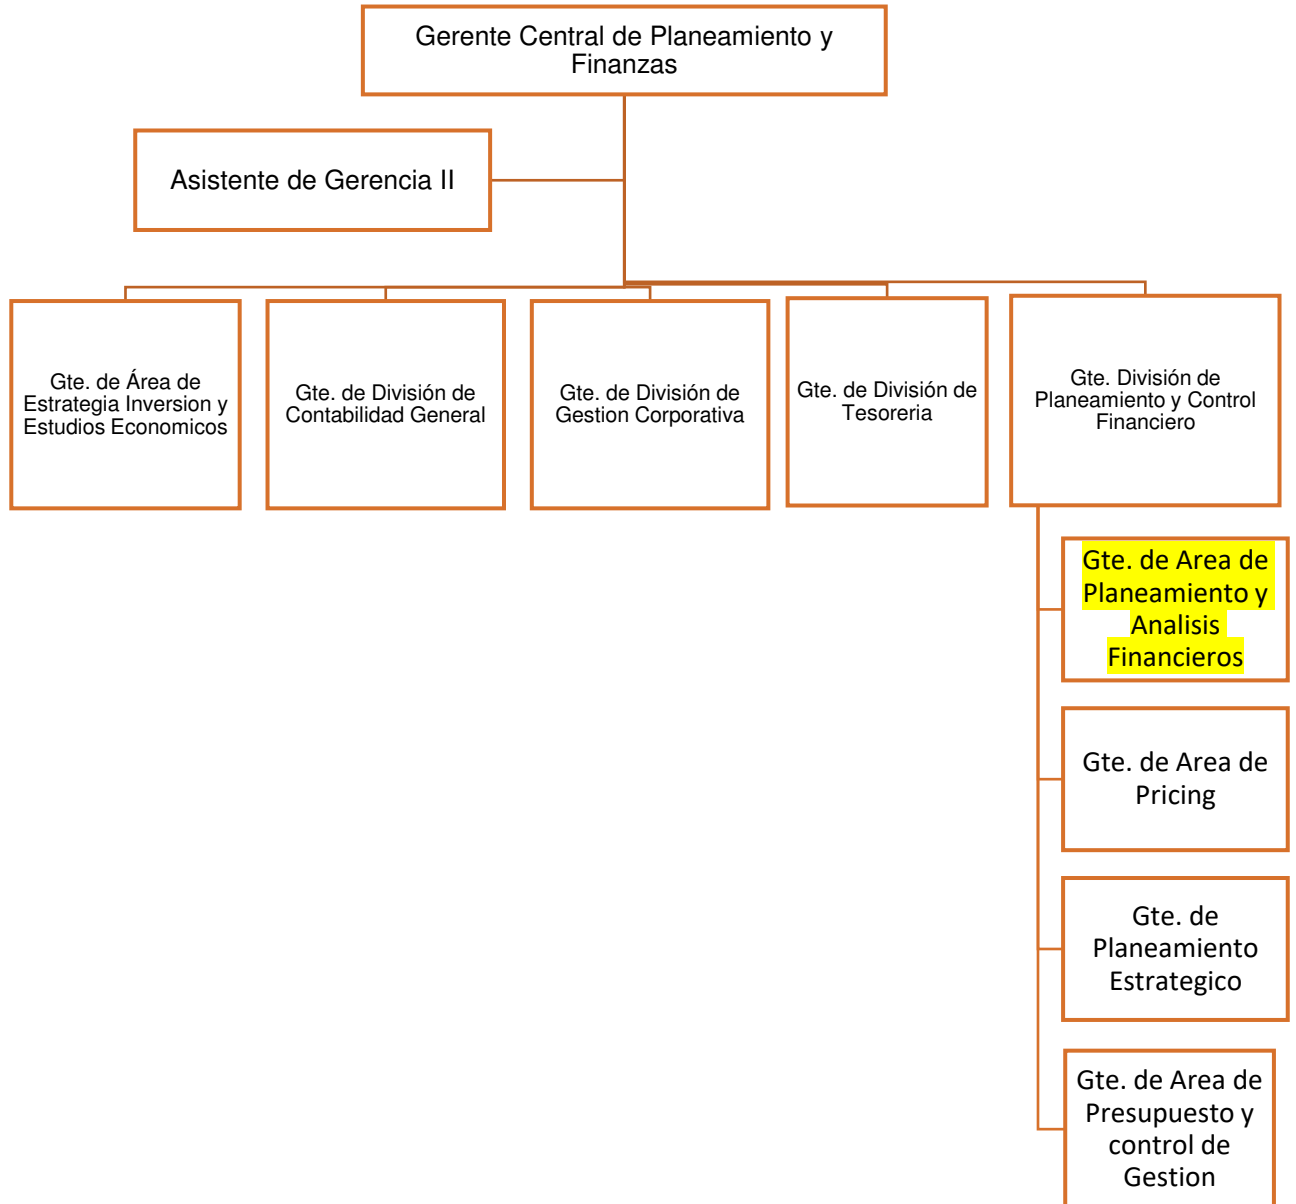 Gerente Central de Planeamiento y
Finanzas
Asistente de Gerencia II
Gte. de Área de
Estrategia Inversion y
Estudios Economicos
Gte. de División de
Contabilidad General
Gte. de División de
Gestion Corporativa
Gte. de División de
Tesoreria
Gte. División de
Planeamiento y Control
Financiero
Gte. de Area de
Planeamiento y
Analisis
Financieros
Gte. de Area de
Pricing
Gte. de
Planeamiento
Estrategico
Gte. de Area de
Presupuesto y
control de
Gestion